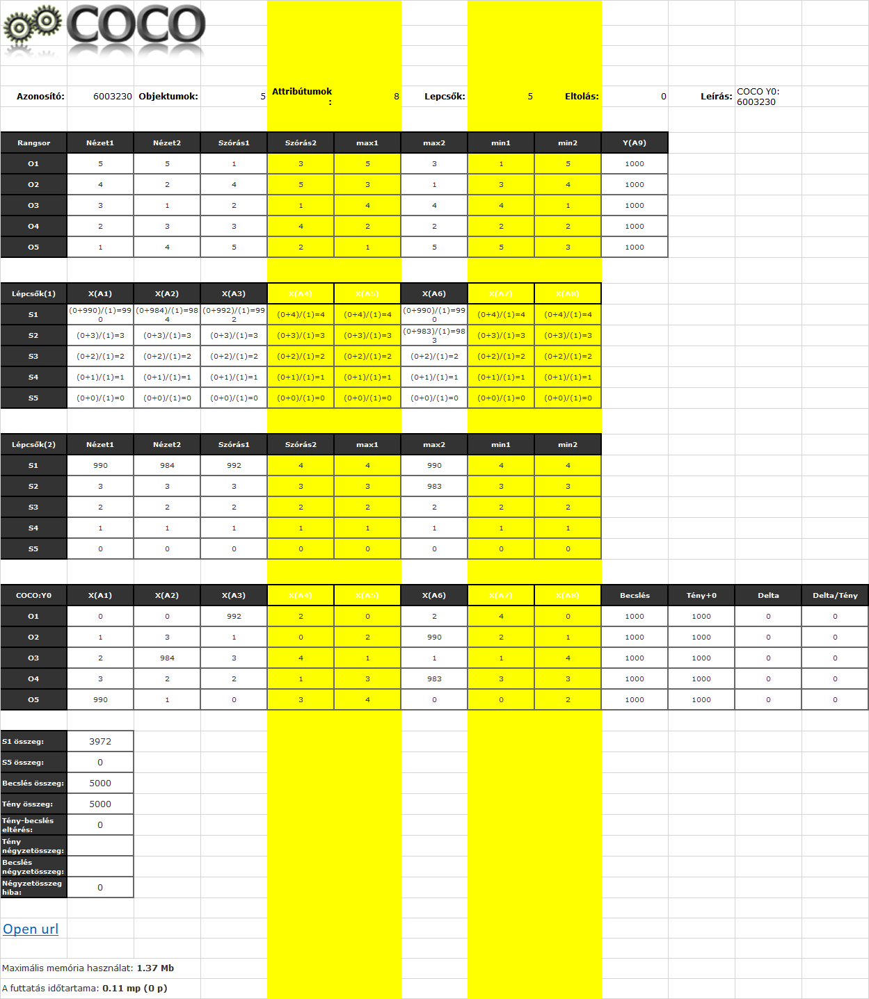 COCO
Azonosító: 6003230 Objektumok: 5 Attribútumok: 8 Lepcsők: 5 Eltolás: 0 Leírás: COCO Y0: 6003230
Rangsor Nézet1 Nézet2 Szórás1 Szórás2 max1 max2 min1 min2 Y(A9)
O1 5 5 1 3 5 3 1 5 1000
O2 4 2 4 5 3 1 3 4 1000
O3 3 1 2 1 4 4 4 1 1000
O4 2 3 3 4 2 2 2 2 1000
O5 1 4 5 2 1 5 5 3 1000
Lépcsők(1) X(A1) X(A2) X(A3) X(A4) X(A5) X(A6) X(A7) X(A8)
S1 (0+990)/(1)=990 (0+984)/(1)=984 (0+992)/(1)=992 (0+4)/(1)=4 (0+4)/(1)=4 (0+990)/(1)=990 (0+4)/(1)=4 (0+4)/(1)=4
S2 (0+3)/(1)=3 (0+3)/(1)=3 (0+3)/(1)=3 (0+3)/(1)=3 (0+3)/(1)=3 (0+983)/(1)=983 (0+3)/(1)=3 (0+3)/(1)=3
S3 (0+2)/(1)=2 (0+2)/(1)=2 (0+2)/(1)=2 (0+2)/(1)=2 (0+2)/(1)=2 (0+2)/(1)=2 (0+2)/(1)=2 (0+2)/(1)=2
S4 (0+1)/(1)=1 (0+1)/(1)=1 (0+1)/(1)=1 (0+1)/(1)=1 (0+1)/(1)=1 (0+1)/(1)=1 (0+1)/(1)=1 (0+1)/(1)=1
S5 (0+0)/(1)=0 (0+0)/(1)=0 (0+0)/(1)=0 (0+0)/(1)=0 (0+0)/(1)=0 (0+0)/(1)=0 (0+0)/(1)=0 (0+0)/(1)=0
Lépcsők(2) Nézet1 Nézet2 Szórás1 Szórás2 max1 max2 min1 min2
S1 990 984 992 4 4 990 4 4
S2 3 3 3 3 3 983 3 3
S3 2 2 2 2 2 2 2 2
S4 1 1 1 1 1 1 1 1
S5 0 0 0 0 0 0 0 0
COCO:Y0 X(A1) X(A2) X(A3) X(A4) X(A5) X(A6) X(A7) X(A8) Becslés Tény+0 Delta Delta/Tény
O1 0 0 992 2 0 2 4 0 1000 1000 0 0
O2 1 3 1 0 2 990 2 1 1000 1000 0 0
O3 2 984 3 4 1 1 1 4 1000 1000 0 0
O4 3 2 2 1 3 983 3 3 1000 1000 0 0
O5 990 1 0 3 4 0 0 2 1000 1000 0 0
S1 összeg: 3972
S5 összeg: 0
Becslés összeg: 5000
Tény összeg: 5000
Tény-becslés eltérés: 0
Tény négyzetösszeg:
Becslés négyzetösszeg:
Négyzetösszeg hiba: 0
Open url
Maximális memória használat: 1.37 Mb
A futtatás időtartama: 0.11 mp (0 p)